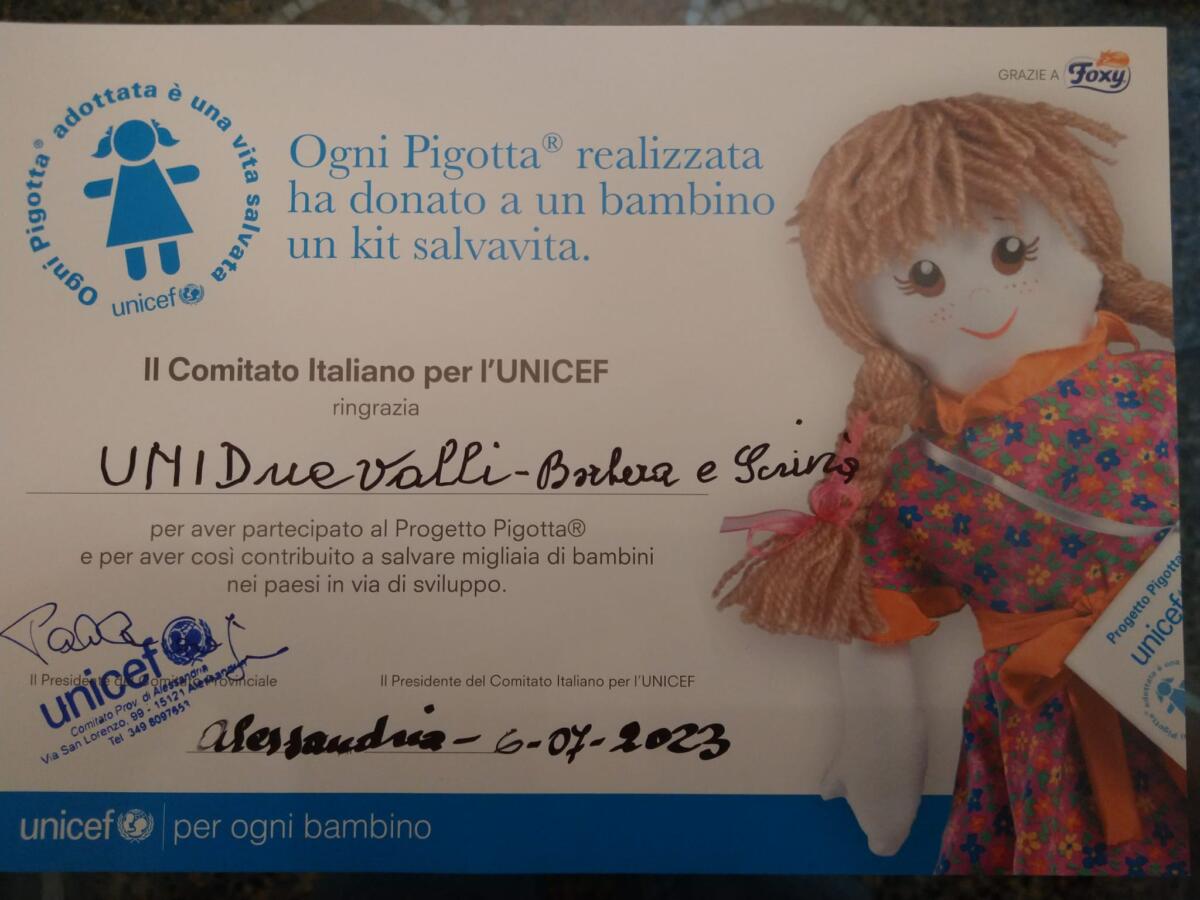 GRAZIE A Foxy
Ogni Pigotta® adottata è una vita salvata
unicef
Ogni Pigotta® realizzata
ha donato a un bambino
un kit salvavita.
Il Comitato Italiano per l'UNICEF
ringrazia
UNIDuevalli - Borbera e Scrivia
per aver partecipato al Progetto Pigotta®
e per aver così contribuito a salvare migliaia di bambini
nei paesi in via di sviluppo.
Il Presidente del Comitato Provinciale
Il Presidente del Comitato Italiano per l'UNICEF
unicef
Comitato Prov. di Alessandria
Via San Lorenzo, 99 - 15121 Alessandria
Tel 349 8097653
Alessandria - 6-07-2023
Progetto Pigotta
unicef
unicef per ogni bambino